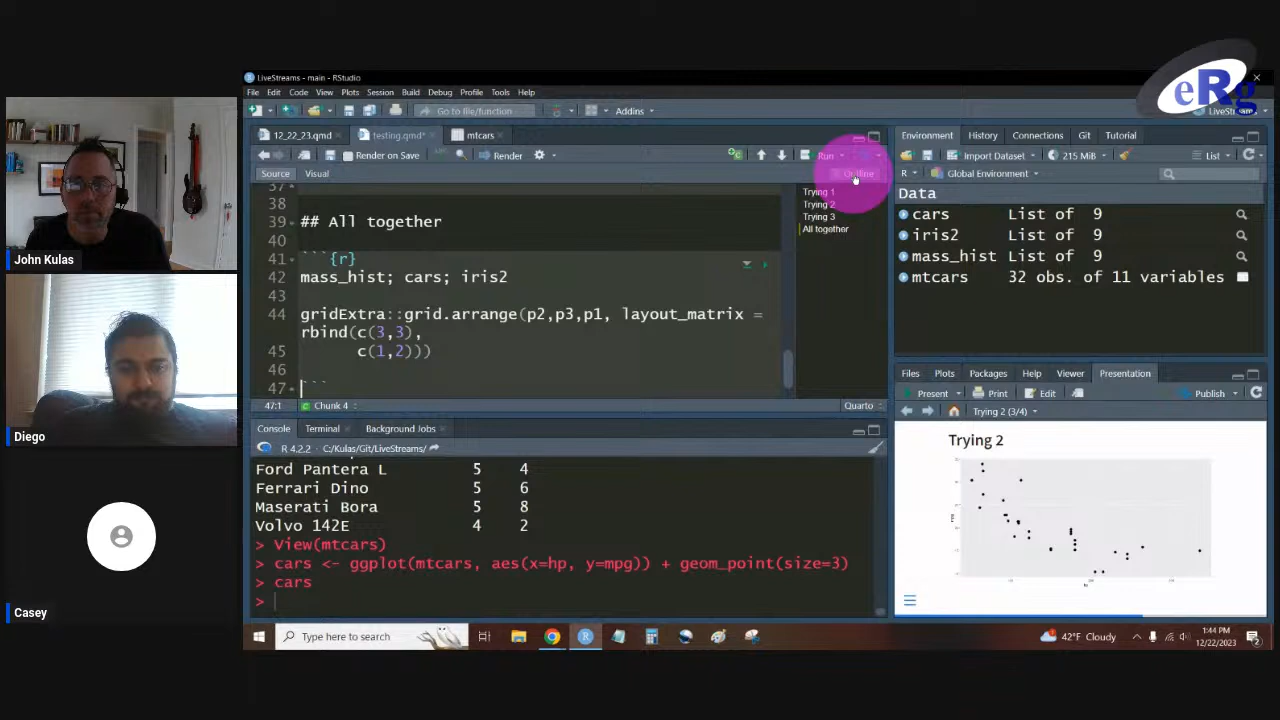 eRg
LiveStreams - main - RStudio
File Edit Code View Plots Session Build Debug Profile Tools Help
Go to file/function Addins LiveStreams
12_22_23.qmd testing.qmd* mtcars
Render on Save Render Run
Source Visual Outline
37
38
39 ## All together
40
41 ```{r}
42 mass_hist; cars; iris2
43
44 gridExtra::grid.arrange(p2,p3,p1, layout_matrix =
rbind(c(3,3),
45 c(1,2)))
46
47 ```
Trying 1
Trying 2
Trying 3
All together
47:1 Chunk 4 Quarto
Console Terminal Background Jobs
R 4.2.2 · C:/Kulas/Git/LiveStreams/
Ford Pantera L 5 4
Ferrari Dino 5 6
Maserati Bora 5 8
Volvo 142E 4 2
> View(mtcars)
> cars <- ggplot(mtcars, aes(x=hp, y=mpg)) + geom_point(size=3)
> cars
>
Environment History Connections Git Tutorial
Import Dataset 215 MiB List
R Global Environment
Data
cars List of 9
iris2 List of 9
mass_hist List of 9
mtcars 32 obs. of 11 variables
Files Plots Packages Help Viewer Presentation
Present Print Edit Publish
Trying 2 (3/4)
Trying 2
John Kulas
Diego
Casey
Type here to search
42°F Cloudy
1:44 PM
12/22/2023
2